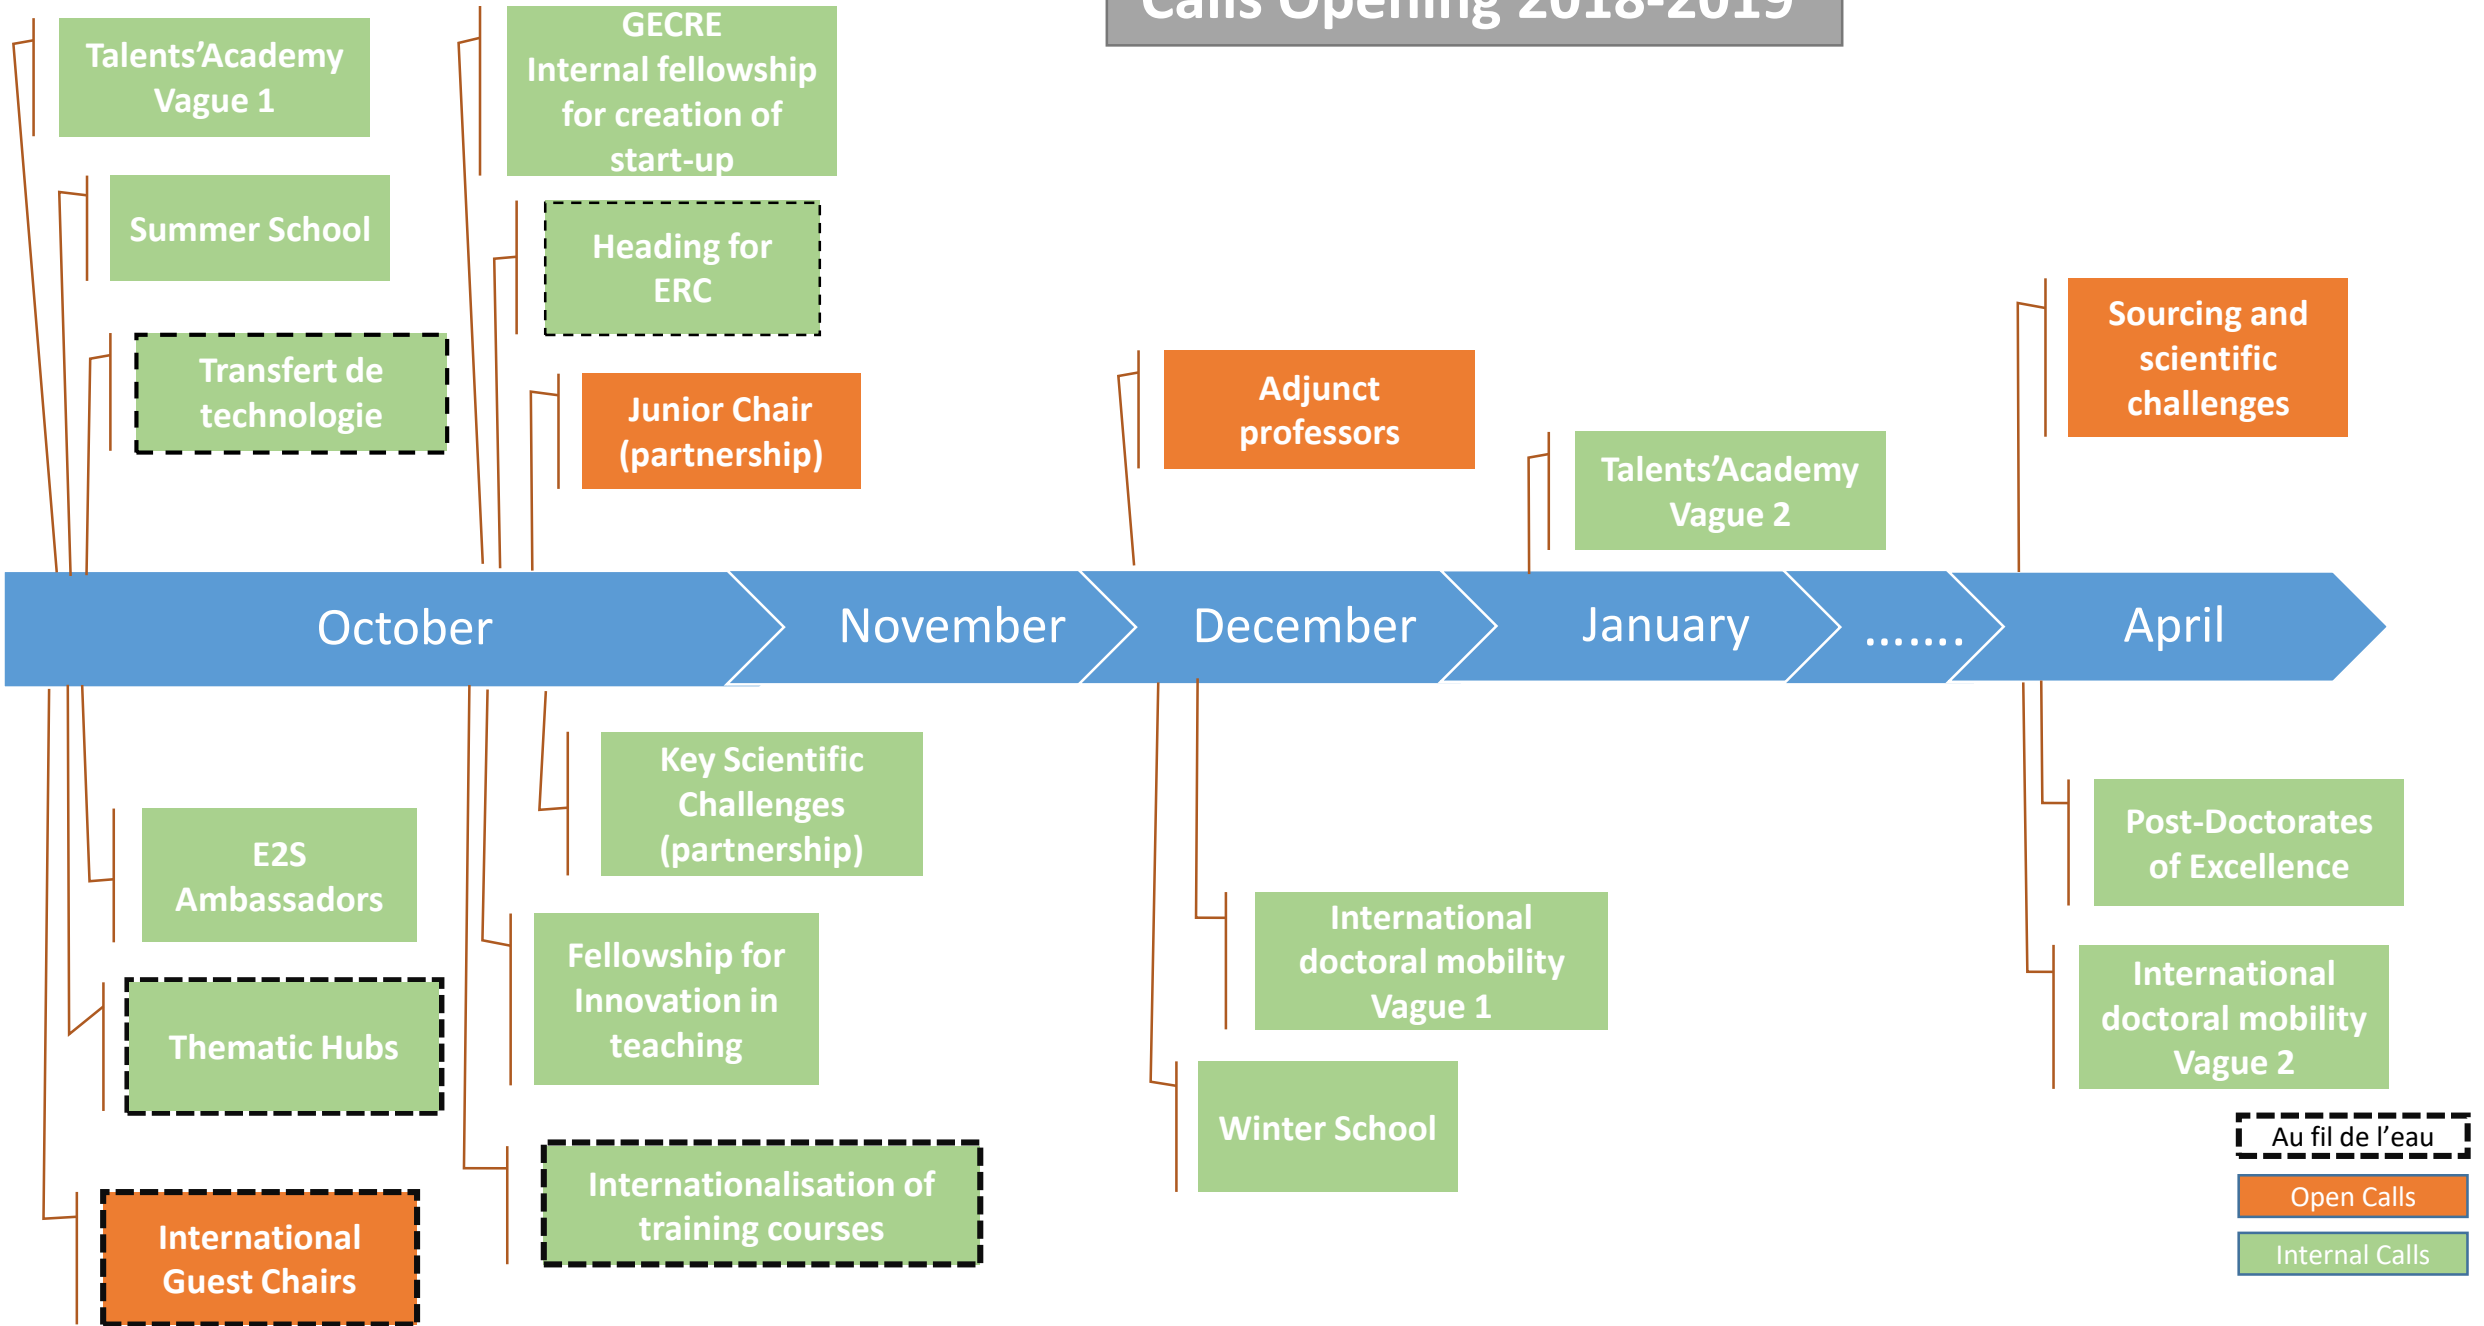 Calls Opening 2018-2019
Talents’Academy
Vague 1
GECRE
Internal fellowship
for creation of
start-up
Summer School
Heading for
ERC
Transfert de
technologie
Junior Chair
(partnership)
Adjunct
professors
Talents’Academy
Vague 2
Sourcing and
scientific
challenges
October
November
December
January
.......
April
Key Scientific
Challenges
(partnership)
E2S
Ambassadors
Fellowship for
Innovation in
teaching
Thematic Hubs
International
Guest Chairs
Internationalisation of
training courses
International
doctoral mobility
Vague 1
Winter School
Post-Doctorates
of Excellence
International
doctoral mobility
Vague 2
Au fil de l’eau
Open Calls
Internal Calls